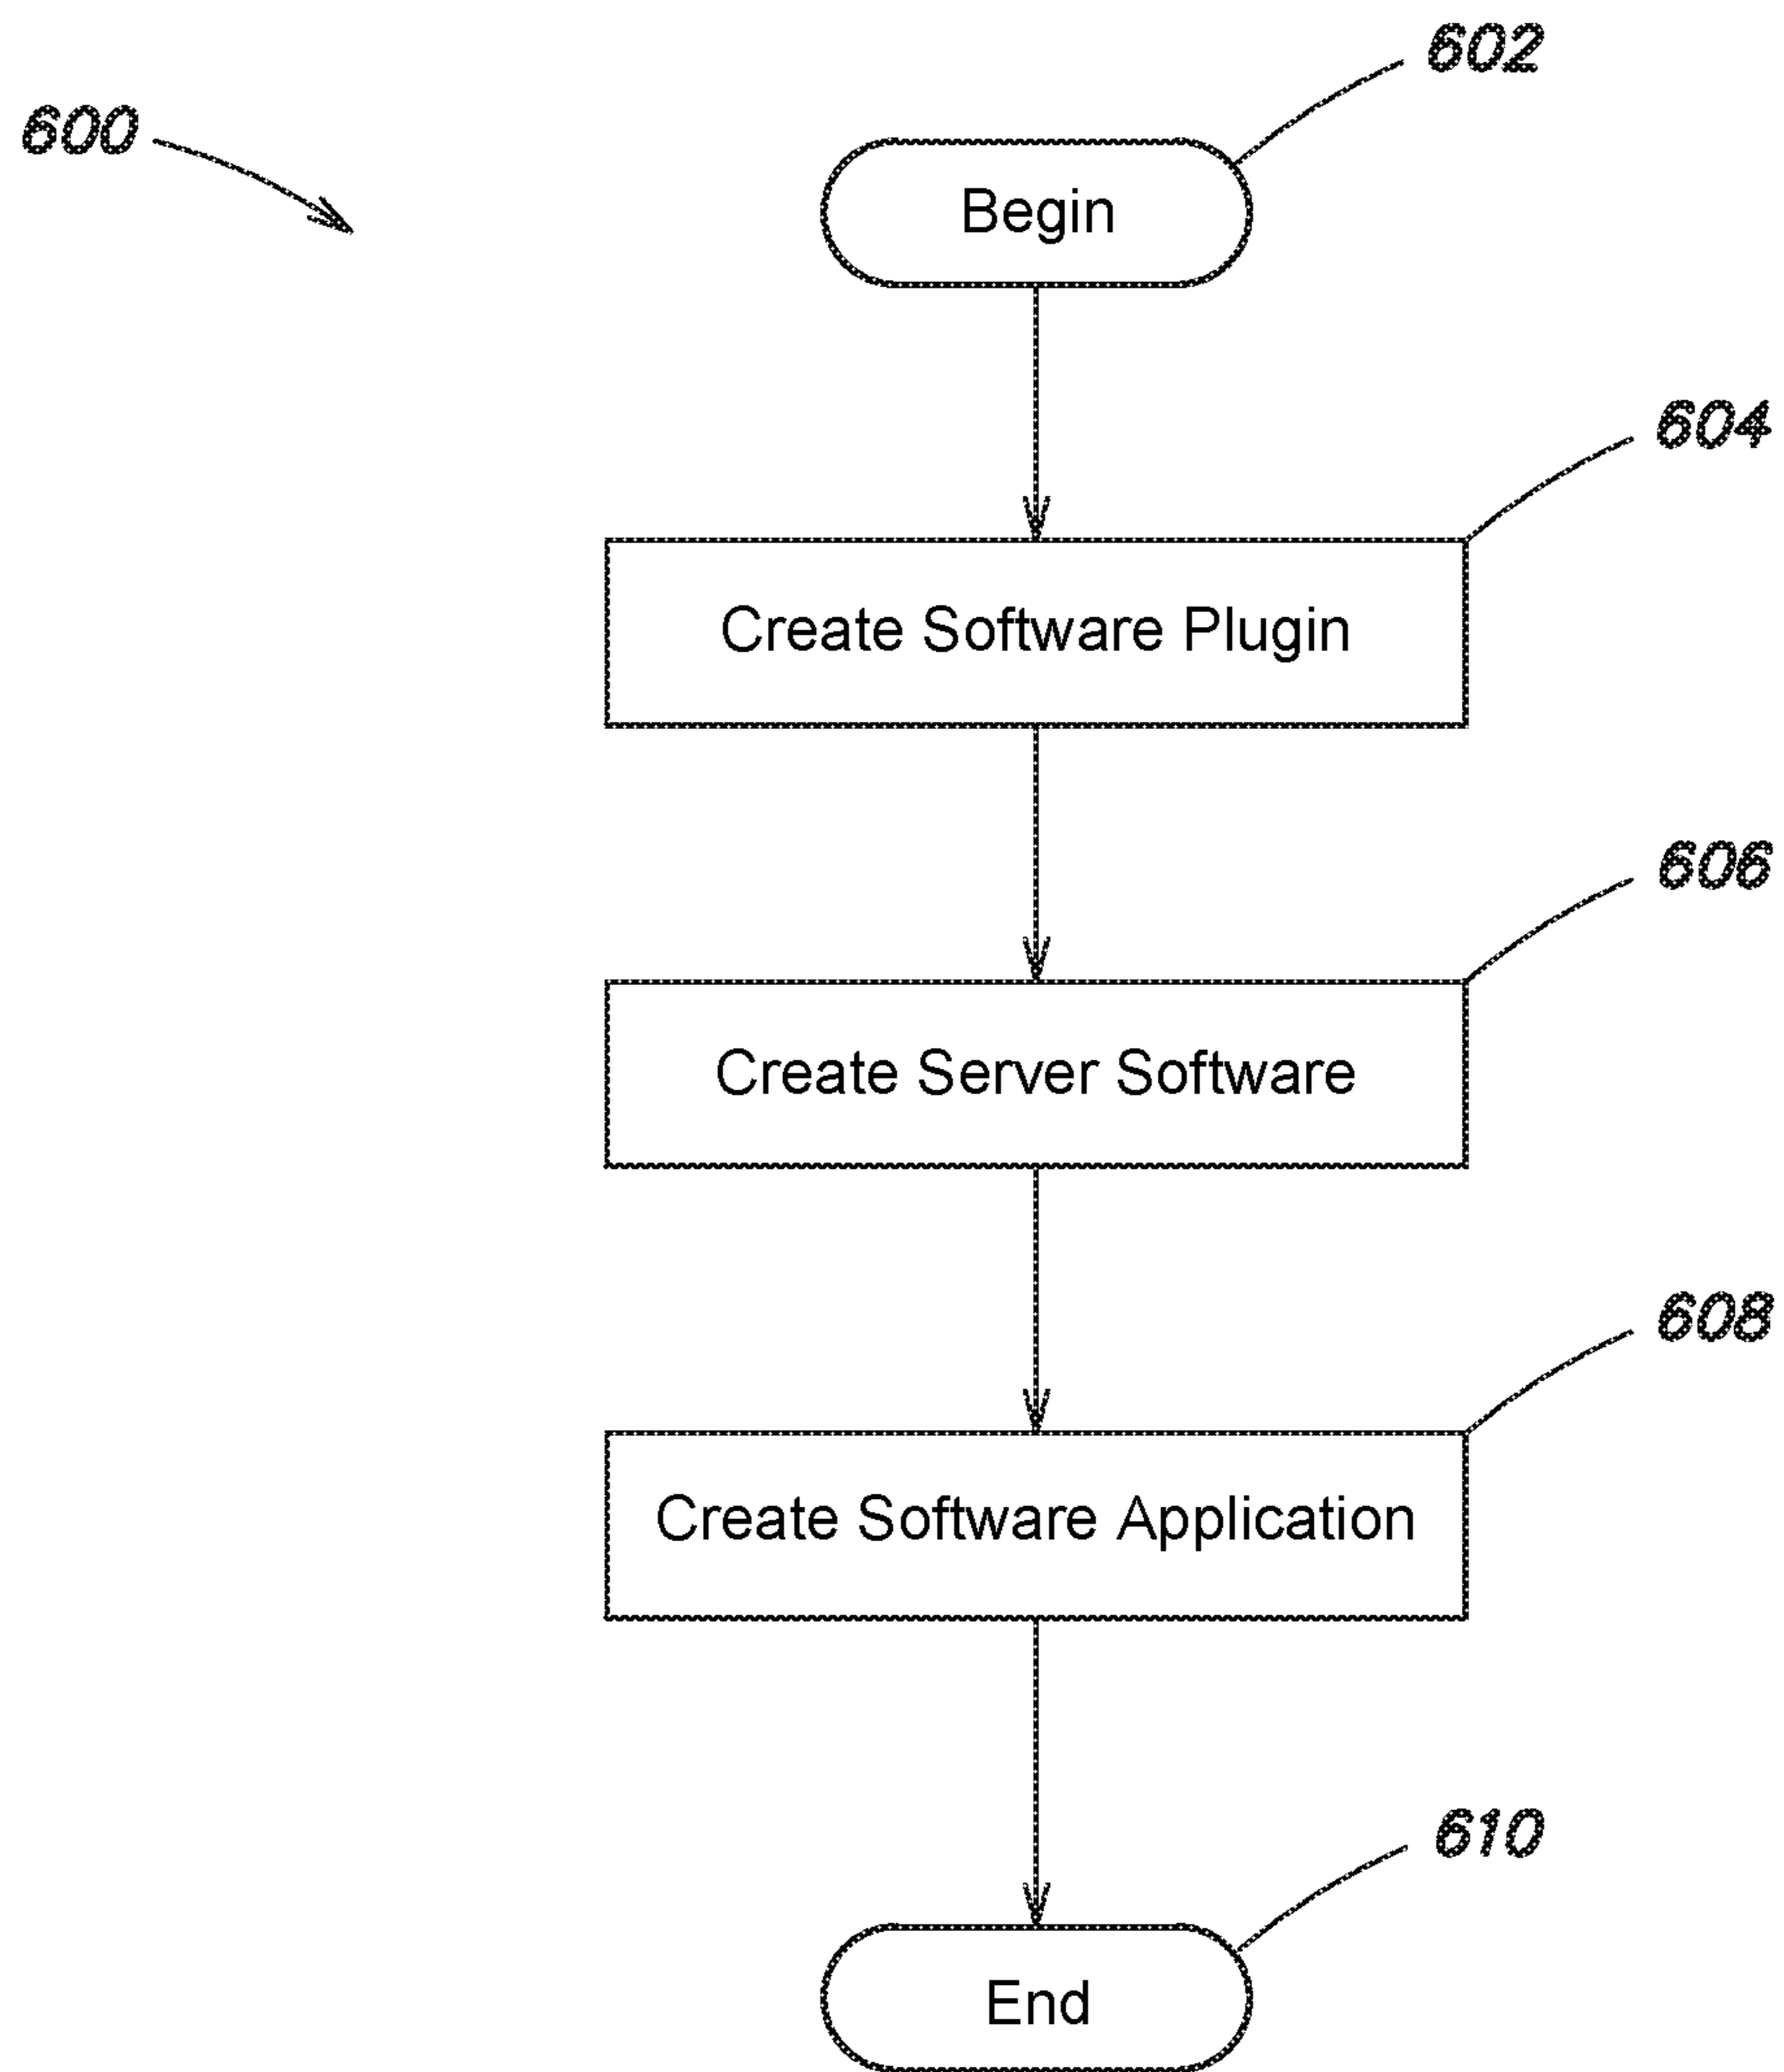 602
600
Begin
604
Create Software Plugin
606
Create Server Software
608
Create Software Application
610
End